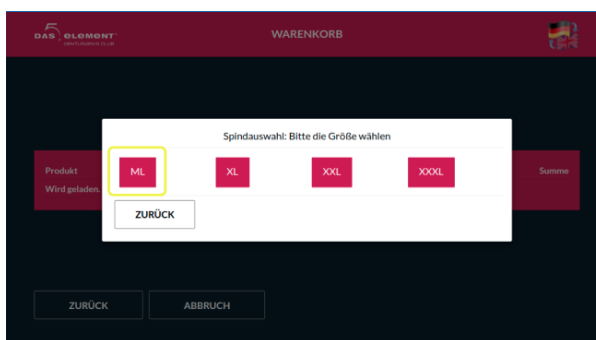 DAS 5 ELEMENT
WARENKORB
Spindauswahl: Bitte die Größe wählen
Produkt
ML
XL
XXL
XXXL
Summe
Wird geladen.
ZURÜCK
ZURÜCK
ABBRUCH